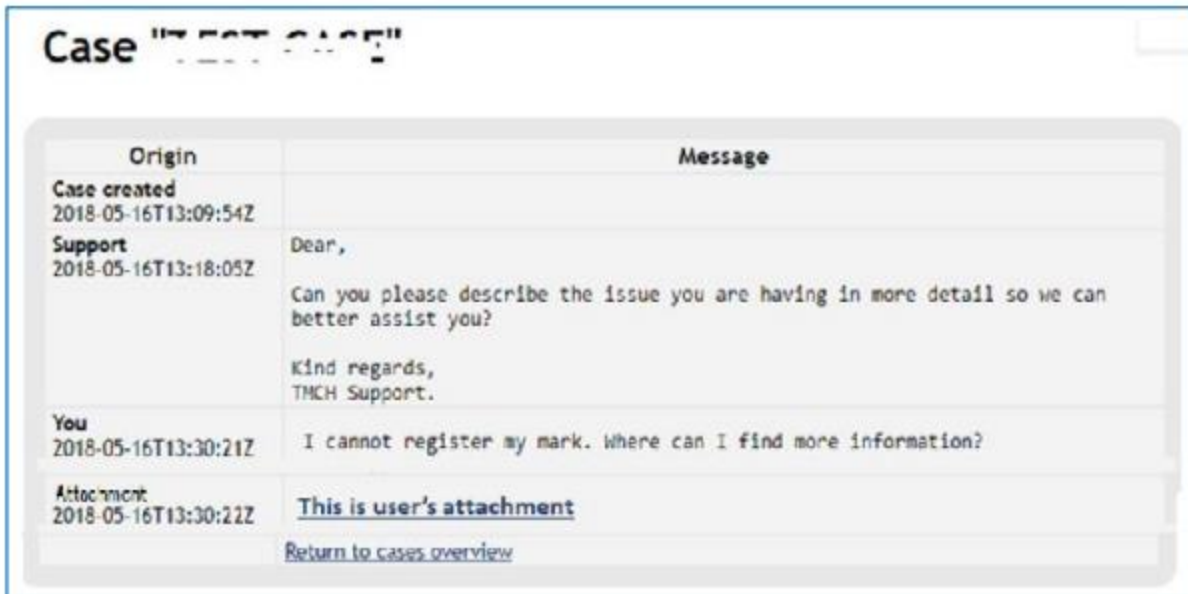 Case "TEST CASE"
Origin Message
Case created
2018-05-16T13:09:54Z
Support
2018-05-16T13:18:05Z
Dear,
Can you please describe the issue you are having in more detail so we can
better assist you?
Kind regards,
TMCH Support.
You
2018-05-16T13:30:21Z
I cannot register my mark. Where can I find more information?
Attachment
2018-05-16T13:30:22Z
This is user's attachment
Return to cases overview